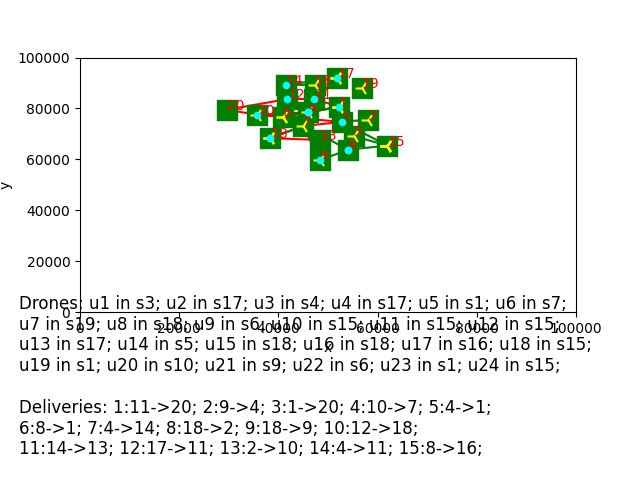 100000
80000
60000
40000
20000
0
0 20000 40000 60000 80000 100000
x
y
17
19
20
15
Drones: u1 in s3; u2 in s17; u3 in s4; u4 in s17; u5 in s1; u6 in s7;
u7 in s19; u8 in s18; u9 in s6; u10 in s15; u11 in s15; u12 in s15;
u13 in s17; u14 in s5; u15 in s18; u16 in s18; u17 in s16; u18 in s15;
u19 in s1; u20 in s10; u21 in s9; u22 in s6; u23 in s1; u24 in s15;
Deliveries: 1:11->20; 2:9->4; 3:1->20; 4:10->7; 5:4->1;
6:8->1; 7:4->14; 8:18->2; 9:18->9; 10:12->18;
11:14->13; 12:17->11; 13:2->10; 14:4->11; 15:8->16;